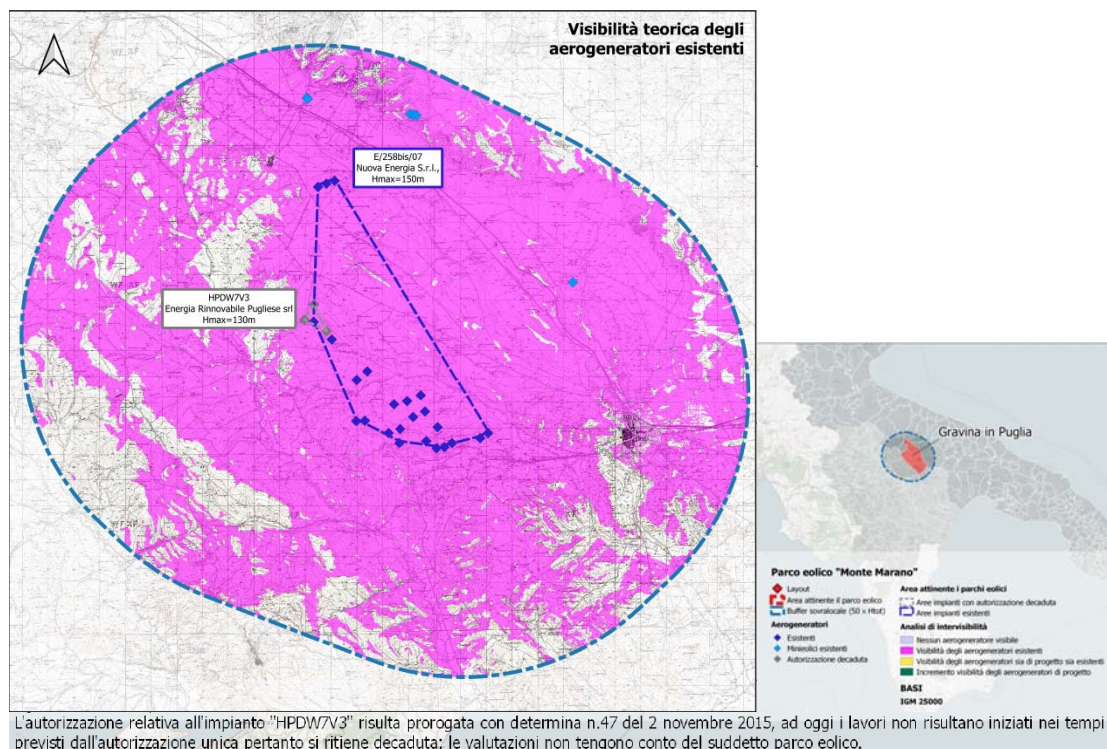 Visibilità teorica degli
aerogeneratori esistenti
E/258bis/07
Nuova Energia S.r.l.,
Hmax=150m
HPDW7V3
Energia Rinnovabile Pugliese srl
Hmax=130m
Gravina in Puglia
Parco eolico "Monte Marano"
Layout
Area attinente il parco eolico
Buffer sovralocale (50 x Htot)
Aerogeneratori
Esistenti
Minieolici esistenti
Autorizzazione decaduta
Area attinente i parchi eolici
Aree impianti con autorizzazione decaduta
Aree impianti esistenti
Analisi di intervisibilità
Nessun aerogeneratore visibile
Visibilità degli aerogeneratori esistenti
Visibilità degli aerogeneratori sia di progetto sia esistenti
Incremento visibilità degli aerogeneratori di progetto
BASI
IGM 25000
L'autorizzazione relativa all'impianto "HPDW7V3" risulta prorogata con determina n.47 del 2 novembre 2015, ad oggi i lavori non risultano iniziati nei tempi
previsti dall'autorizzazione unica pertanto si ritiene decaduta; le valutazioni non tengono conto del suddetto parco eolico.